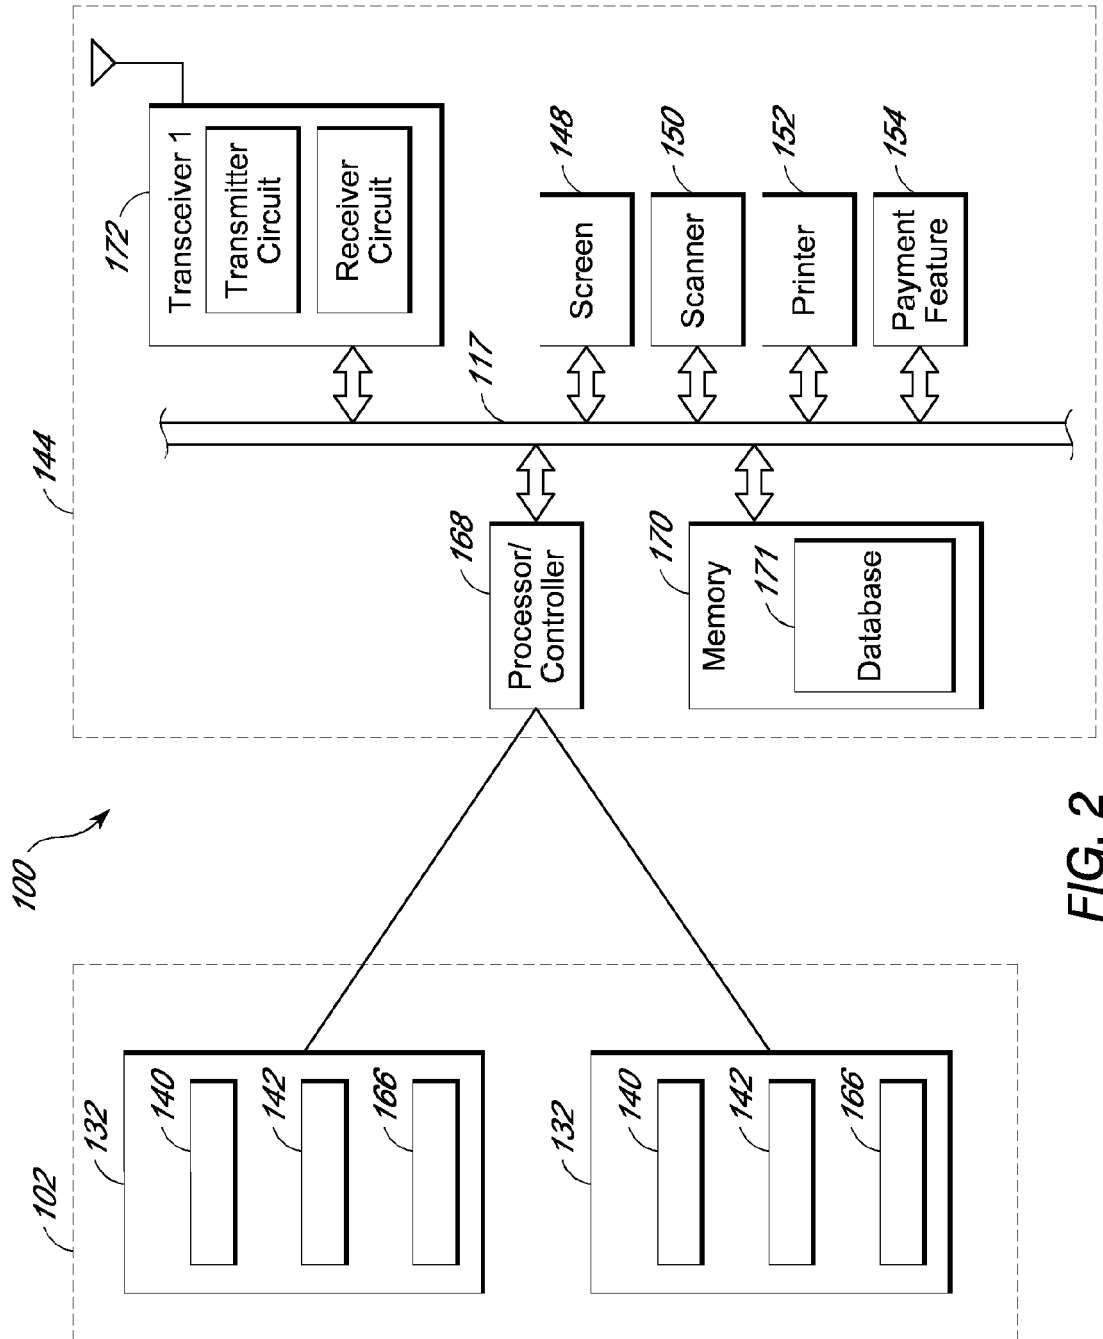 100
102
132
140
142
166
132
140
142
166
144
168
Processor/
Controller
170
Memory
171
Database
117
172
Transceiver 1
Transmitter
Circuit
Receiver
Circuit
Screen
148
Scanner
150
Printer
152
Payment
Feature
154
FIG. 2